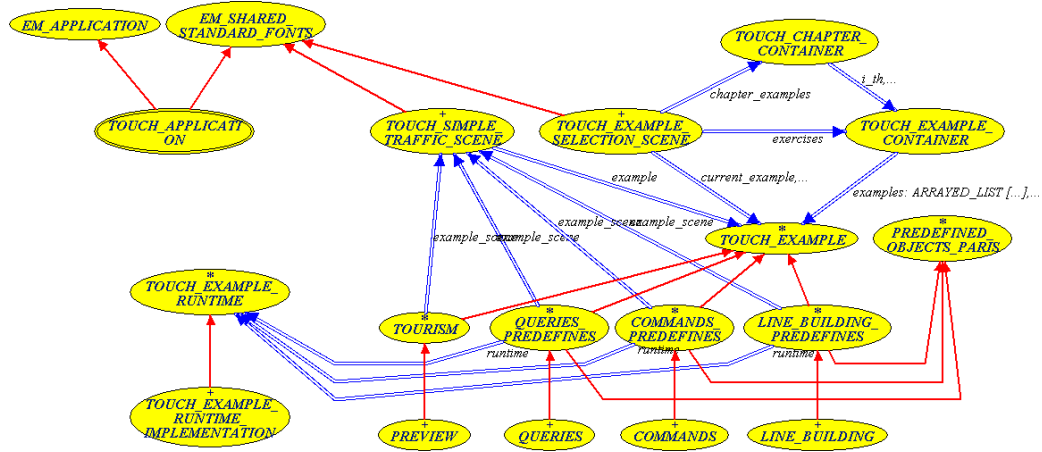 EM_APPLICATION
EM_SHARED_
STANDARD_FONTS
TOUCH_CHAPTER_
CONTAINER
i_th,...
chapter_examples
TOUCH_APPLICATI
ON
+
TOUCH_SIMPLE_
TRAFFIC_SCENE
+
TOUCH_EXAMPLE_
SELECTION_SCENE
exercises
TOUCH_EXAMPLE_
CONTAINER
example
current_example,...
examples: ARRAYED_LIST [...],...
example_scene
example_scene
example_scene
example_scene
*
TOUCH_EXAMPLE
*
PREDEFINED_
OBJECTS_PARIS
*
TOUCH_EXAMPLE_
RUNTIME
*
TOURISM
*
QUERIES_
PREDEFINES
*
COMMANDS_
PREDEFINES
*
LINE_BUILDING_
PREDEFINES
runtime
runtime
runtime
+
TOUCH_EXAMPLE_
RUNTIME_
IMPLEMENTATION
+
PREVIEW
+
QUERIES
+
COMMANDS
+
LINE_BUILDING